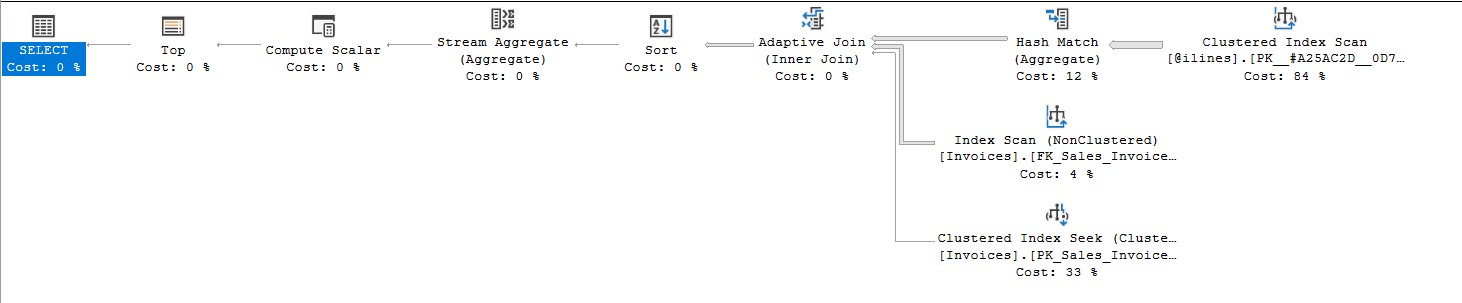 SELECT
Cost: 0 %
Top
Cost: 0 %
Compute Scalar
Cost: 0 %
Stream Aggregate
(Aggregate)
Cost: 0 %
Sort
Cost: 0 %
Adaptive Join
(Inner Join)
Cost: 0 %
Hash Match
(Aggregate)
Cost: 12 %
Clustered Index Scan
[@ilines].[PK__#A25AC2D__0D7…
Cost: 84 %
Index Scan (NonClustered)
[Invoices].[FK_Sales_Invoice…
Cost: 4 %
Clustered Index Seek (Cluste…
[Invoices].[PK_Sales_Invoice…
Cost: 33 %